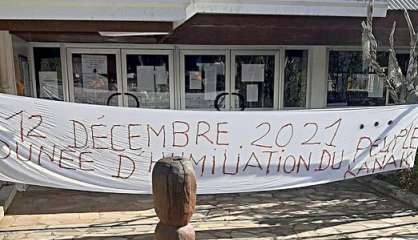 12 DÉCEMBRE 2021
D'HUMILIATION DU PEUPLE
KANAK